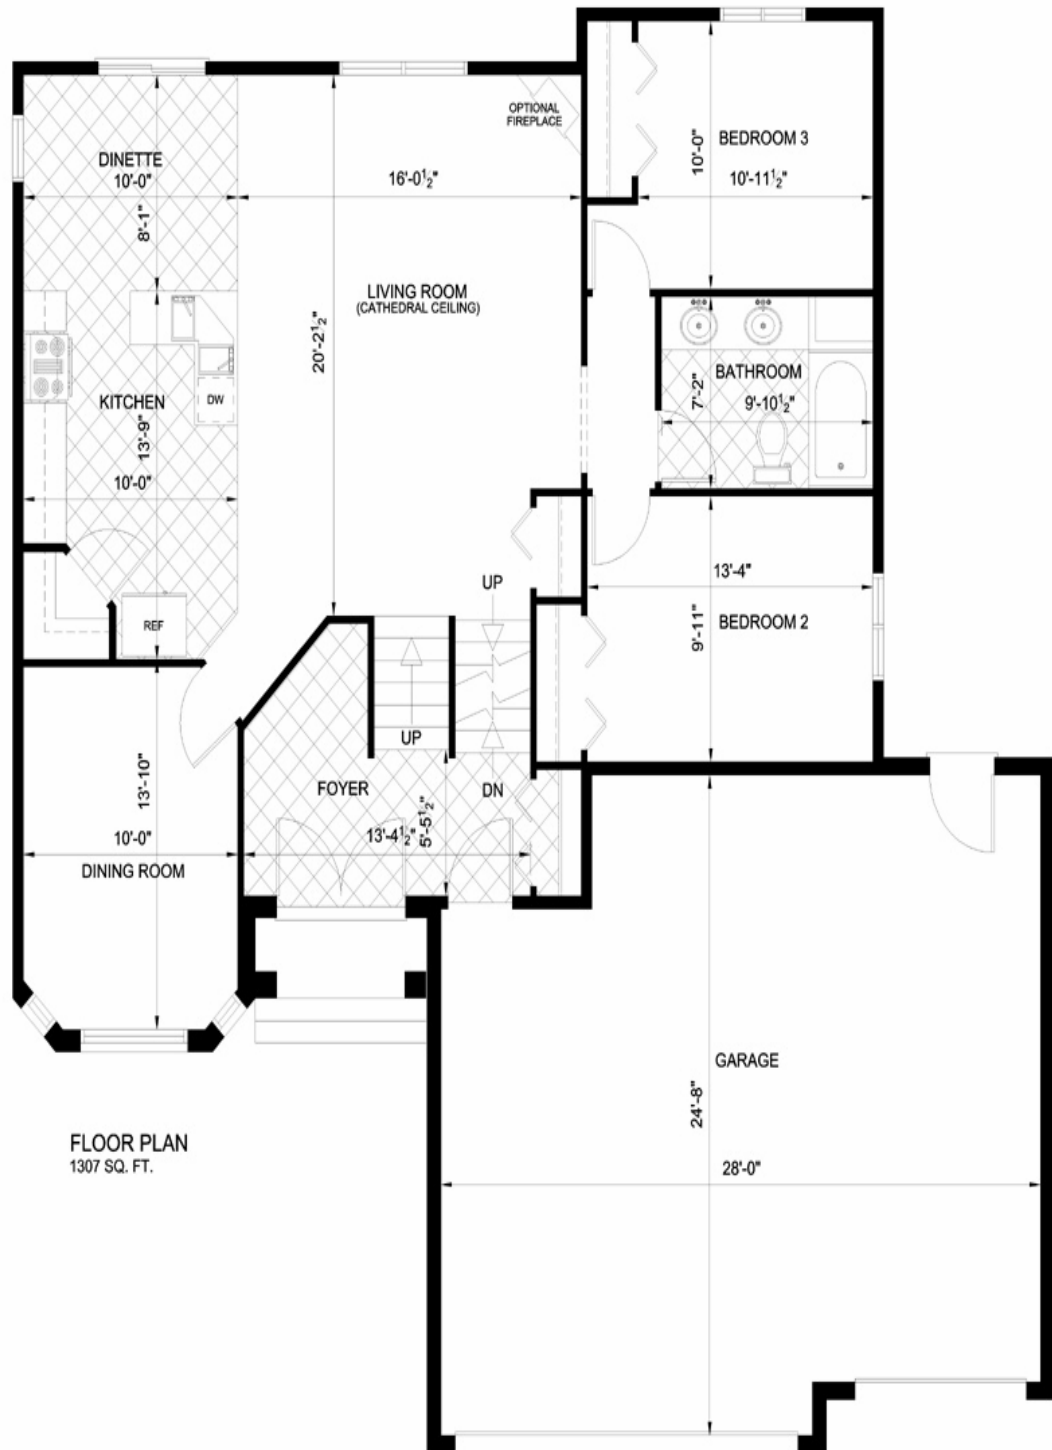 OPTIONAL
FIREPLACE
BEDROOM 3
10'-0"
10'-11½"
DINETTE
10'-0"
8'-1"
16'-0½"
LIVING ROOM
(CATHEDRAL CEILING)
20'-2½"
BATHROOM
7'-2"
9'-10½"
KITCHEN
DW
13'-9"
10'-0"
UP
13'-4"
9'-11"
BEDROOM 2
REF
UP
FOYER
DN
13'-10"
10'-0"
DINING ROOM
13'-4½"
5'-5½"
GARAGE
24'-8"
28'-0"
FLOOR PLAN
1307 SQ. FT.